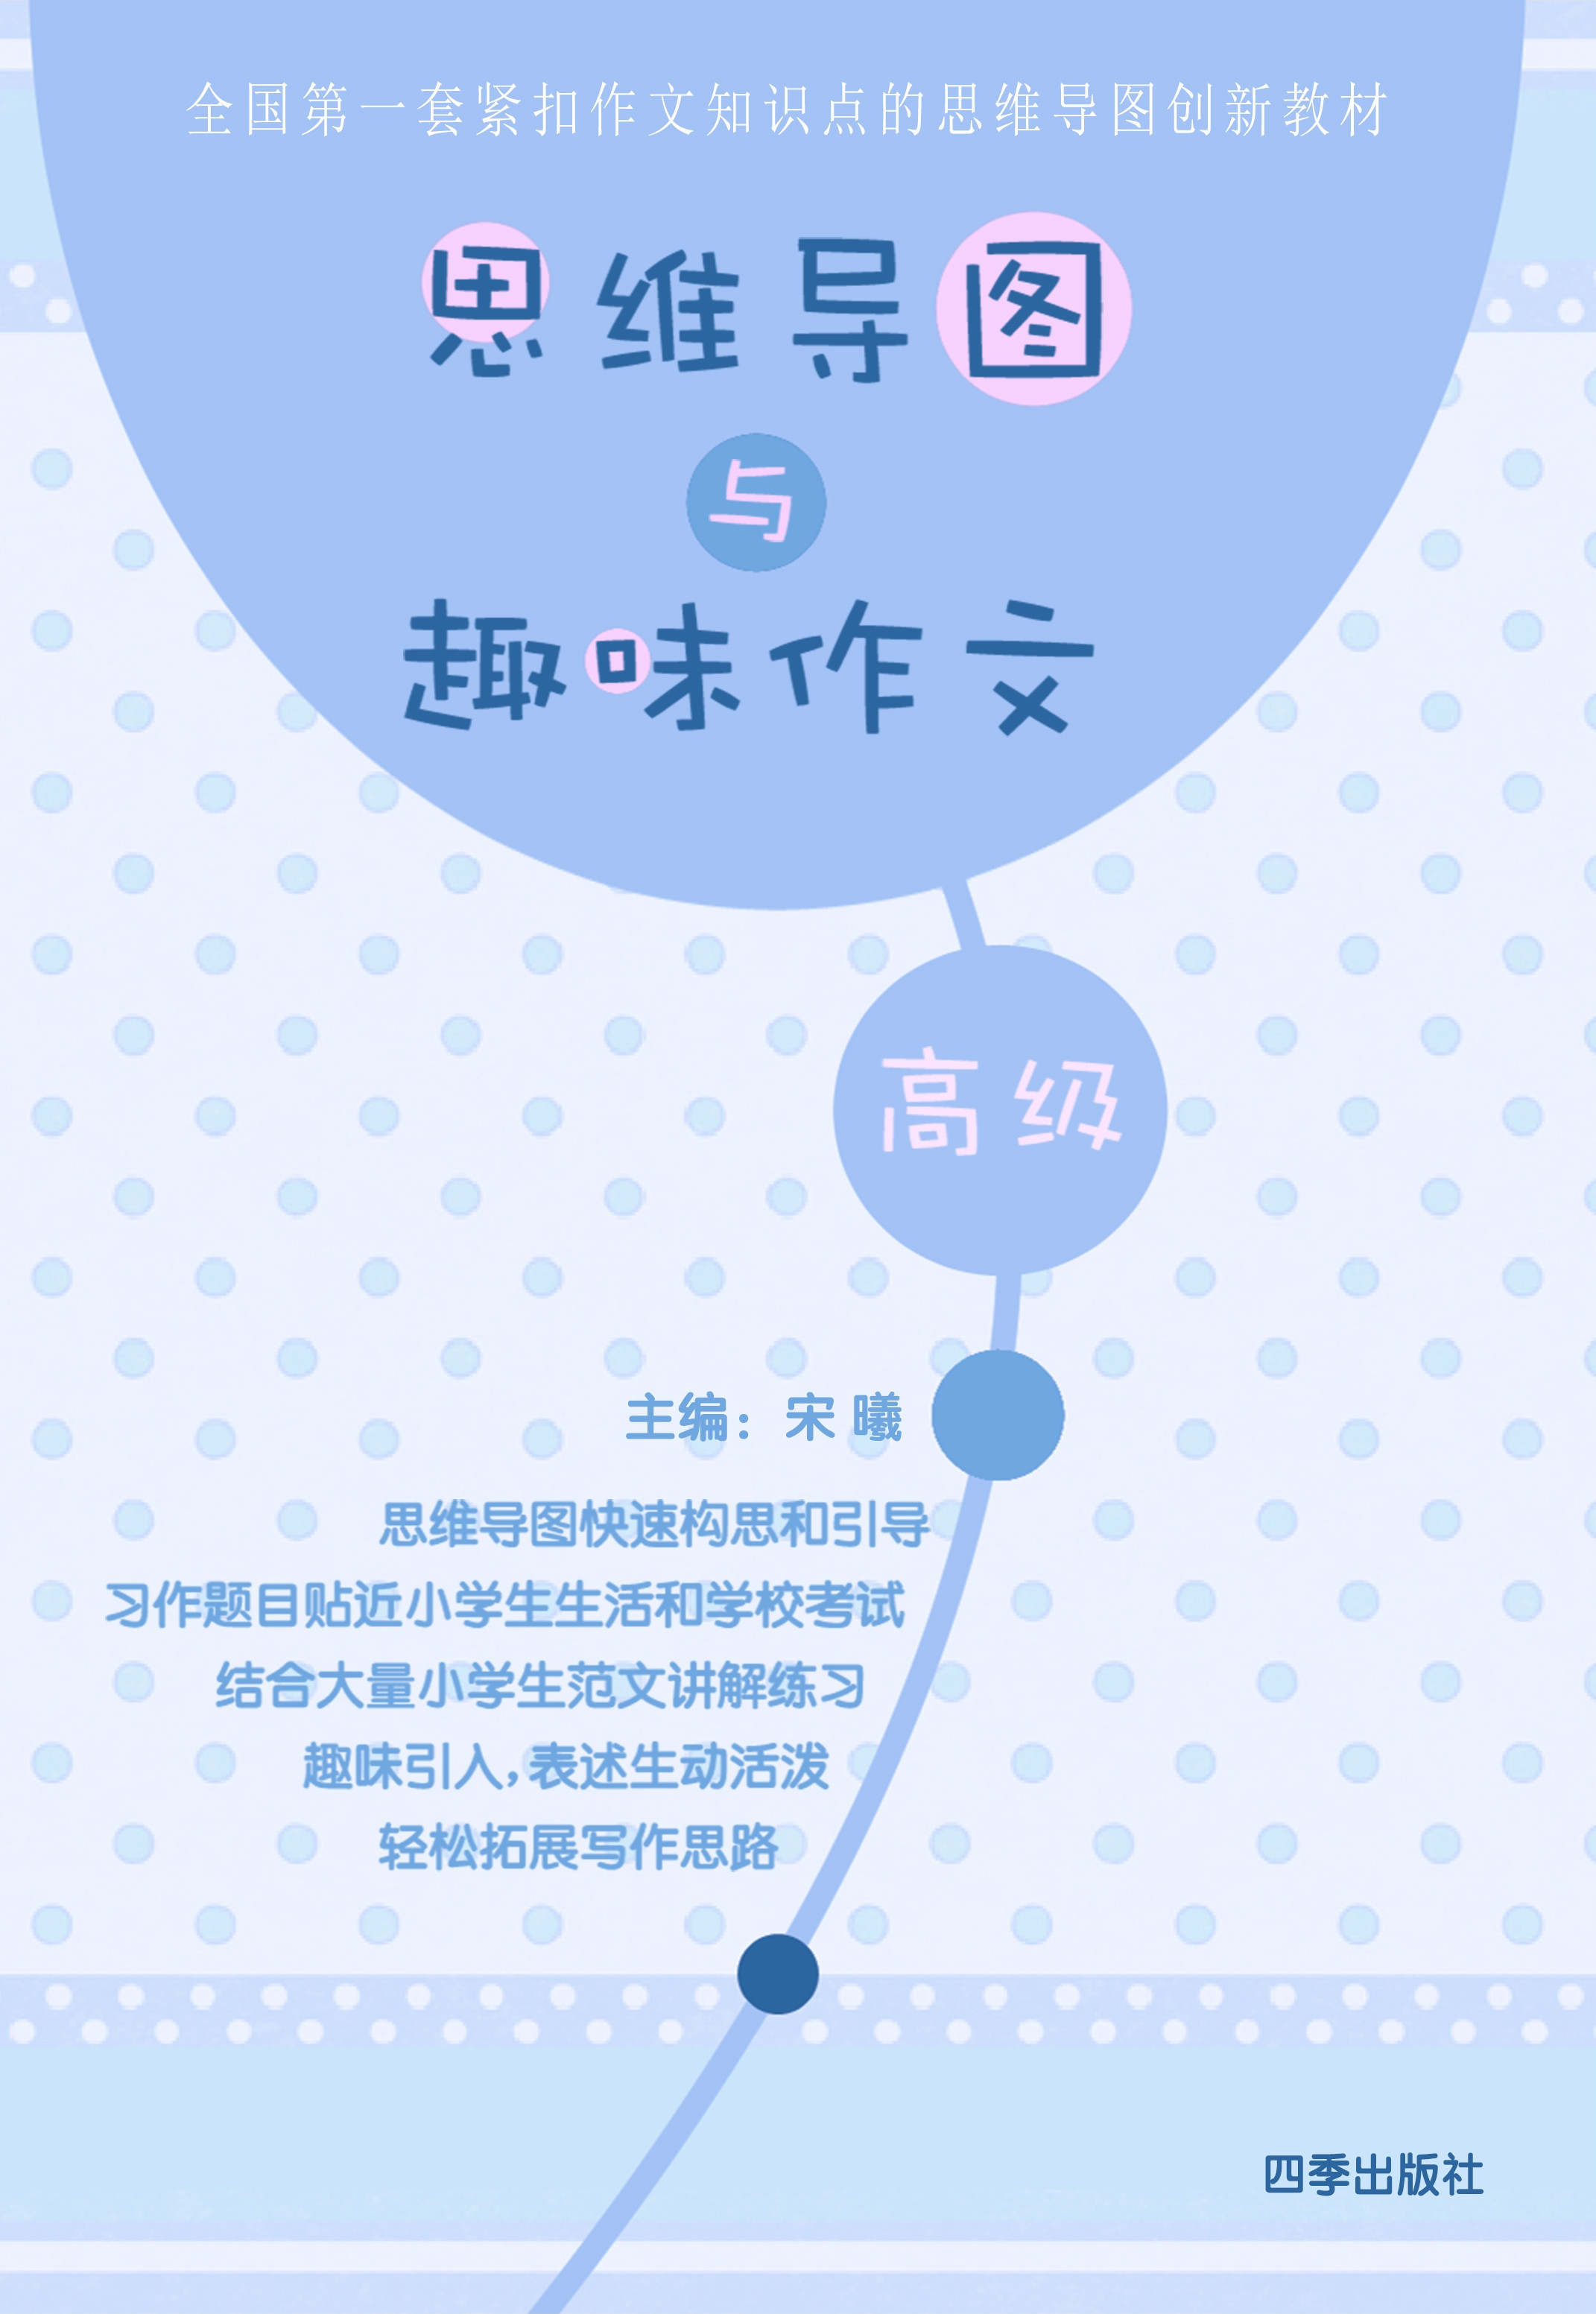 全国第一套紧扣作文知识点的思维导图创新教材
思维导图
与
趣味作文
高级
主编：宋 曦
思维导图快速构思和引导
习作题目贴近小学生生活和学校考试
结合大量小学生范文讲解练习
趣味引入，表述生动活泼
轻松拓展写作思路
四季出版社